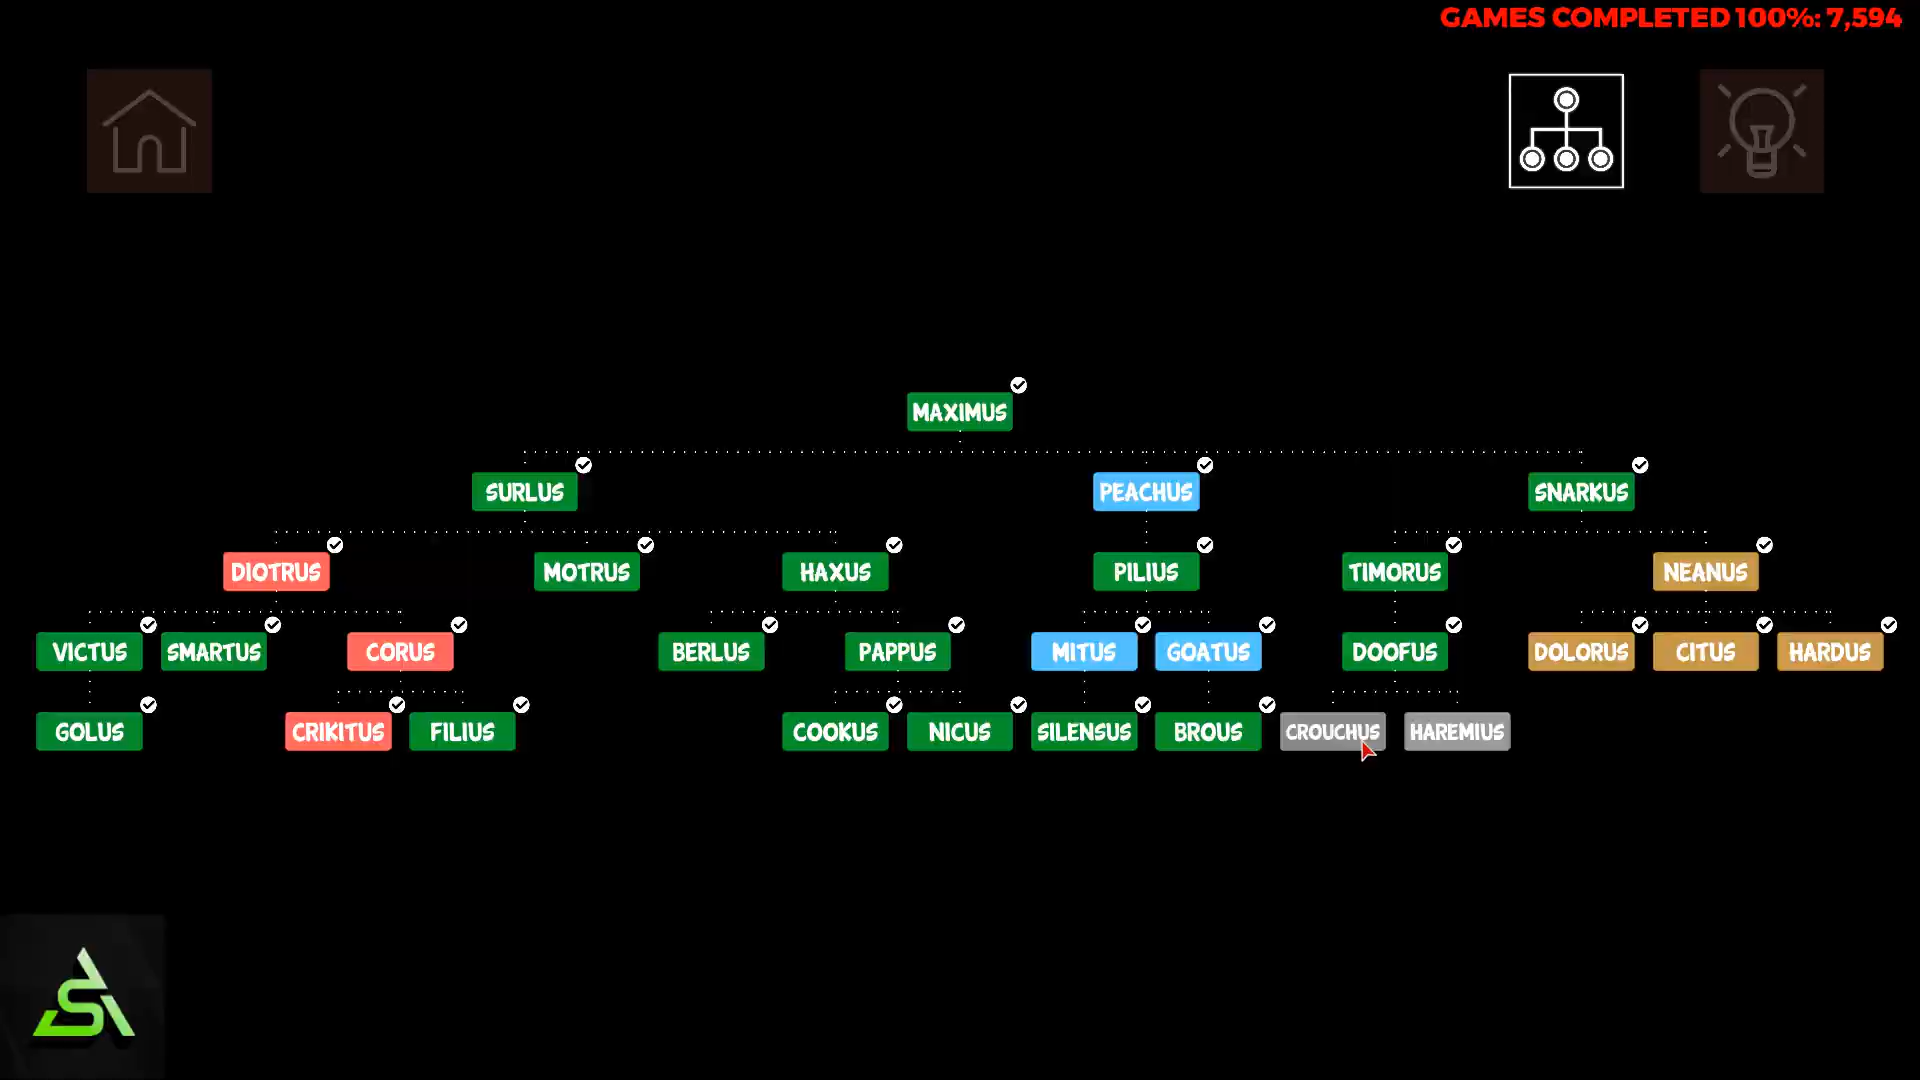 GAMES COMPLETED 100%: 7,594
MAXIMUS
SURLUS PEACHUS SNARKUS
DIOTRUS MOTRUS HAXUS PILIUS TIMORUS NEANUS
VICTUS SMARTUS CORUS BERLUS PAPPUS MITUS GOATUS DOOFUS DOLORUS CITUS HARDUS
GOLUS CRIKITUS FILIUS COOKUS NICUS SILENSUS BROUS CROUCHUS HAREMIUS